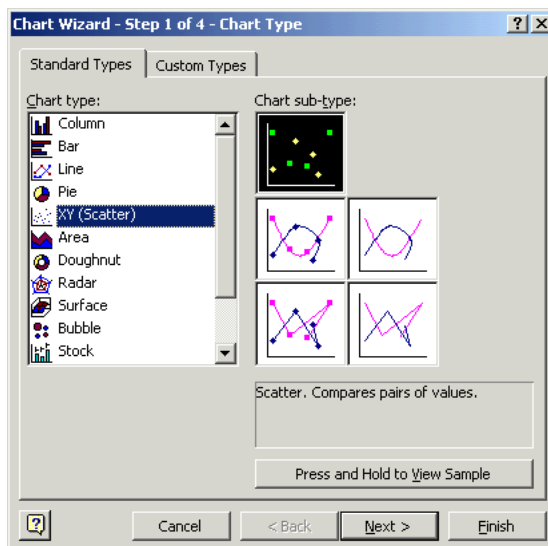 Chart Wizard - Step 1 of 4 - Chart Type
Standard Types
Custom Types
Chart type:
Column
Bar
Line
Pie
XY (Scatter)
Area
Doughnut
Radar
Surface
Bubble
Stock
Chart sub-type:
Scatter. Compares pairs of values.
Press and Hold to View Sample
Cancel
< Back
Next >
Finish